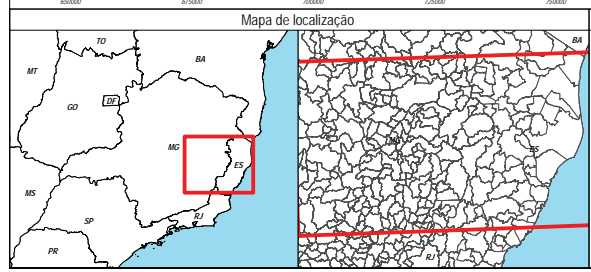 650000 675000 700000 725000 750000
Mapa de localização
TO
BA
MT
GO
DF
MG
ES
MS
SP
RJ
PR
BA
MG
ES
RJ